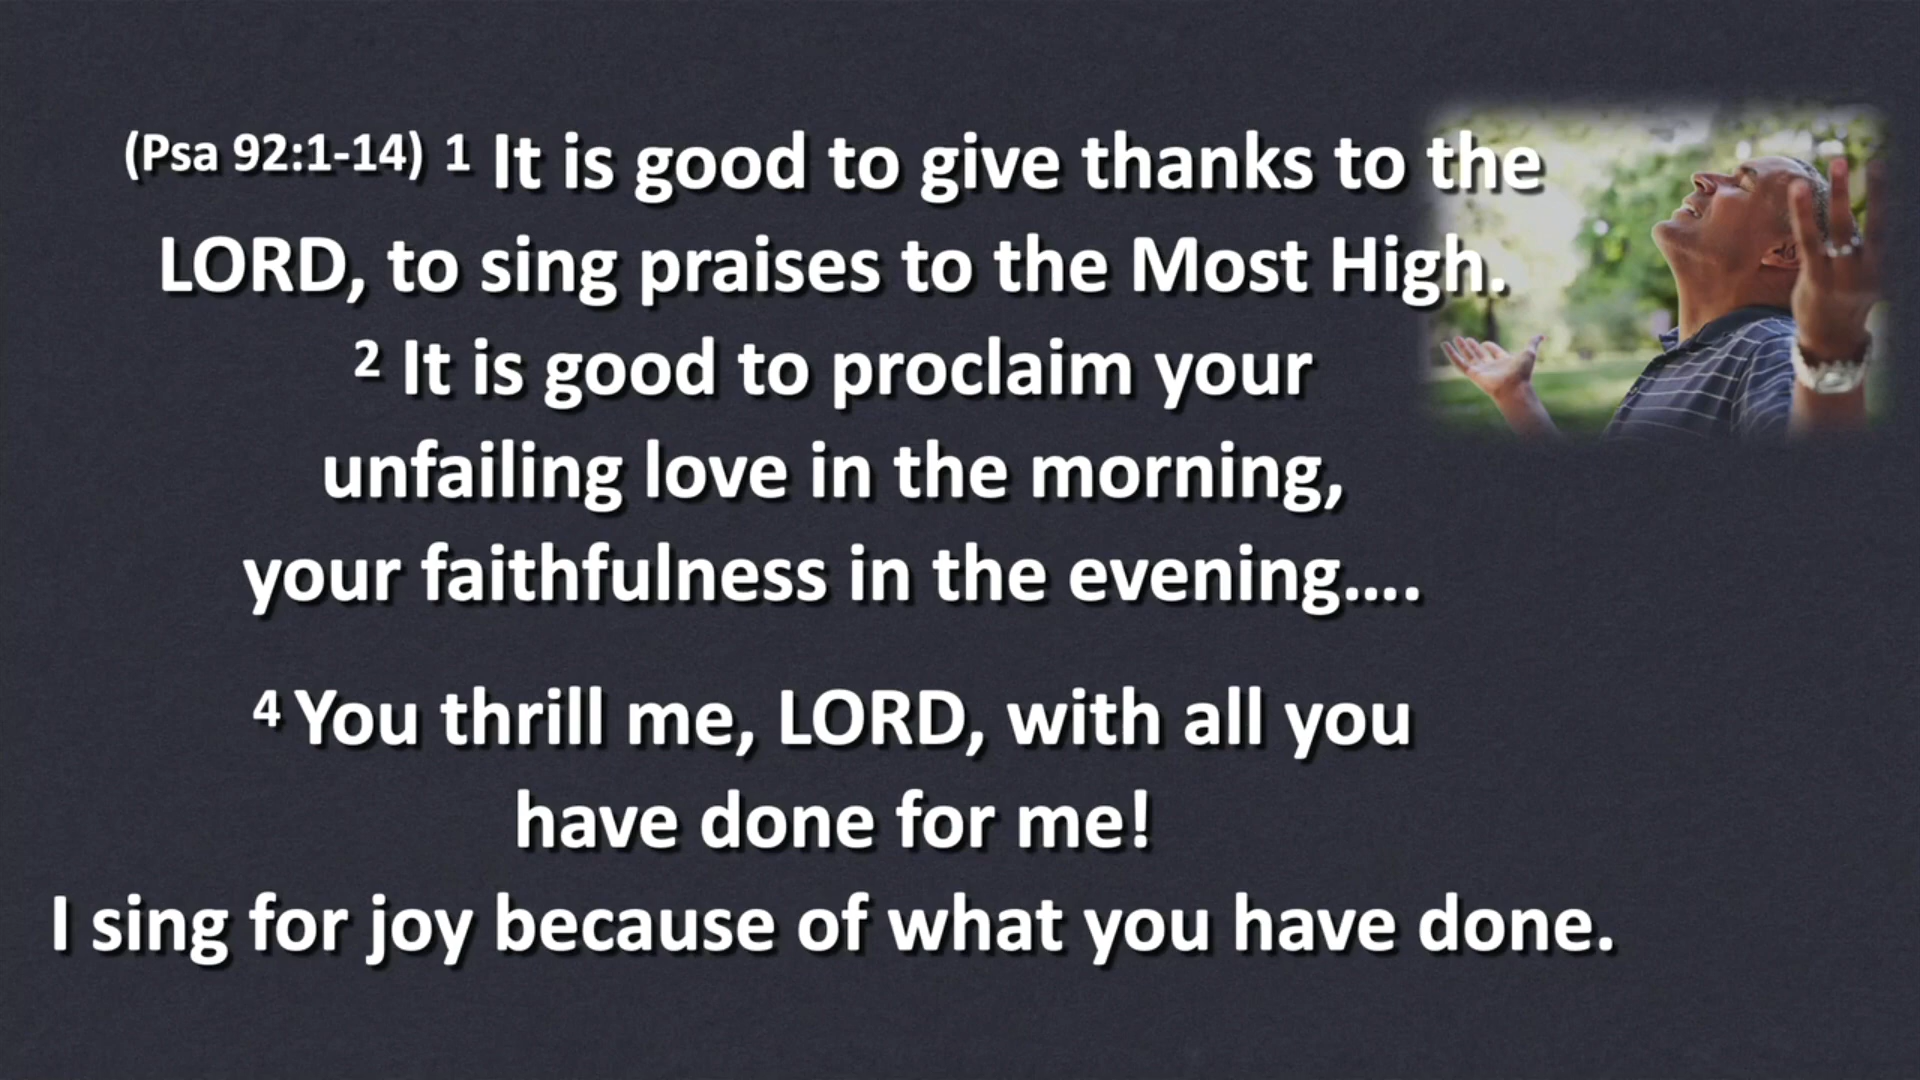 (Psa 92:1-14) 1 It is good to give thanks to the
LORD, to sing praises to the Most High.
2 It is good to proclaim your
unfailing love in the morning,
your faithfulness in the evening....
4 You thrill me, LORD, with all you
have done for me!
I sing for joy because of what you have done.